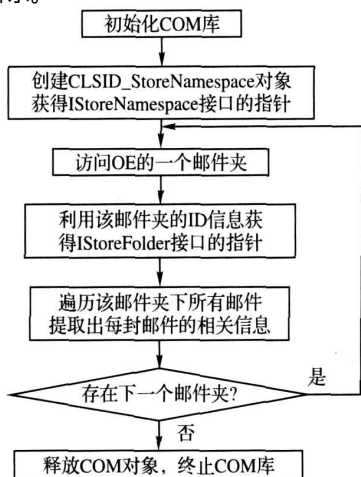 初始化COM库
创建CLSID_StoreNamespace对象
获得IStoreNamespace接口的指针
访问OE的一个邮件夹
利用该邮件夹的ID信息获
得IStoreFolder接口的指针
遍历该邮件夹下所有邮件
提取出每封邮件的相关信息
存在下一个邮件夹?
是
否
释放COM对象，终止COM库